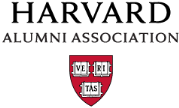 HARVARD
ALUMNI ASSOCIATION
VE RI
TAS